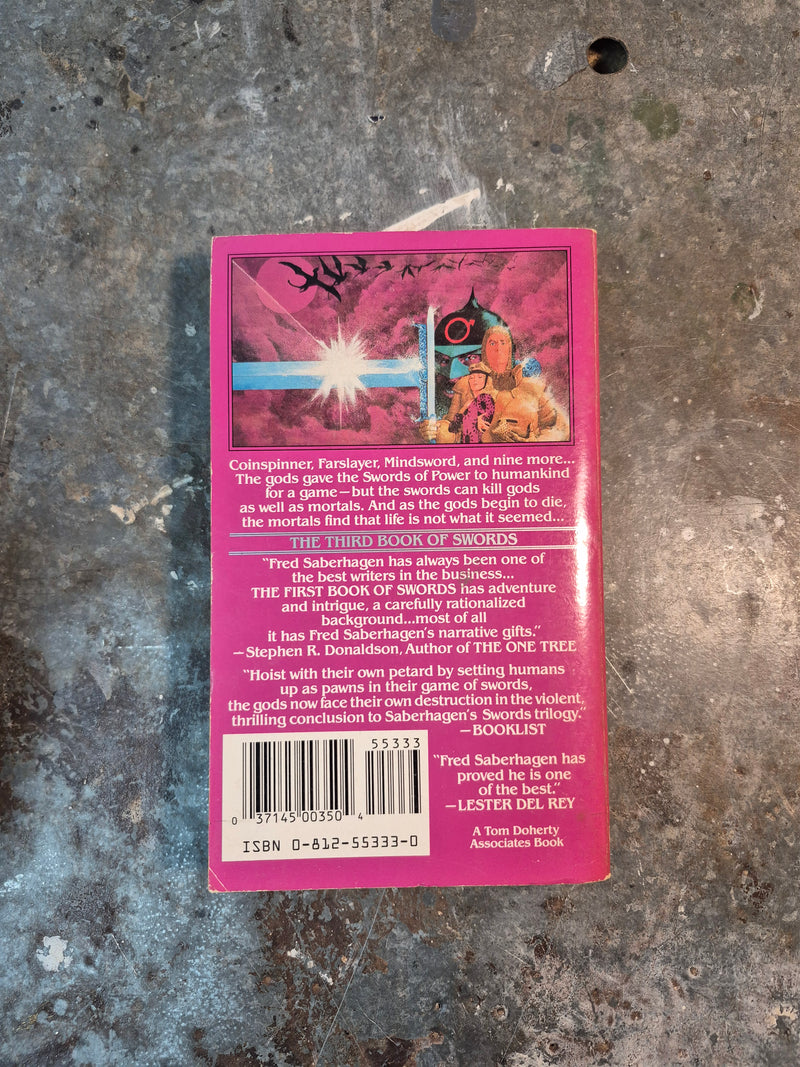 Coinspinner, Farslayer, Mindsword, and nine more...
The gods gave the Swords of Power to humankind
for a game—but the swords can kill gods
as well as mortals. And as the gods begin to die,
the mortals find that life is not what it seemed...
THE THIRD BOOK OF SWORDS
"Fred Saberhagen has always been one of
the best writers in the business...
THE FIRST BOOK OF SWORDS has adventure
and intrigue, a carefully rationalized
background...most of all
it has Fred Saberhagen's narrative gifts."
—Stephen R. Donaldson, Author of THE ONE TREE
"Hoist with their own petard by setting humans
up as pawns in their game of swords,
the gods now face their own destruction in the violent,
thrilling conclusion to Saberhagen's Swords trilogy."
—BOOKLIST
55333
0 37145 00350 4
ISBN 0-812-55333-0
"Fred Saberhagen has
proved he is one
of the best."
—LESTER DEL REY
A Tom Doherty
Associates Book